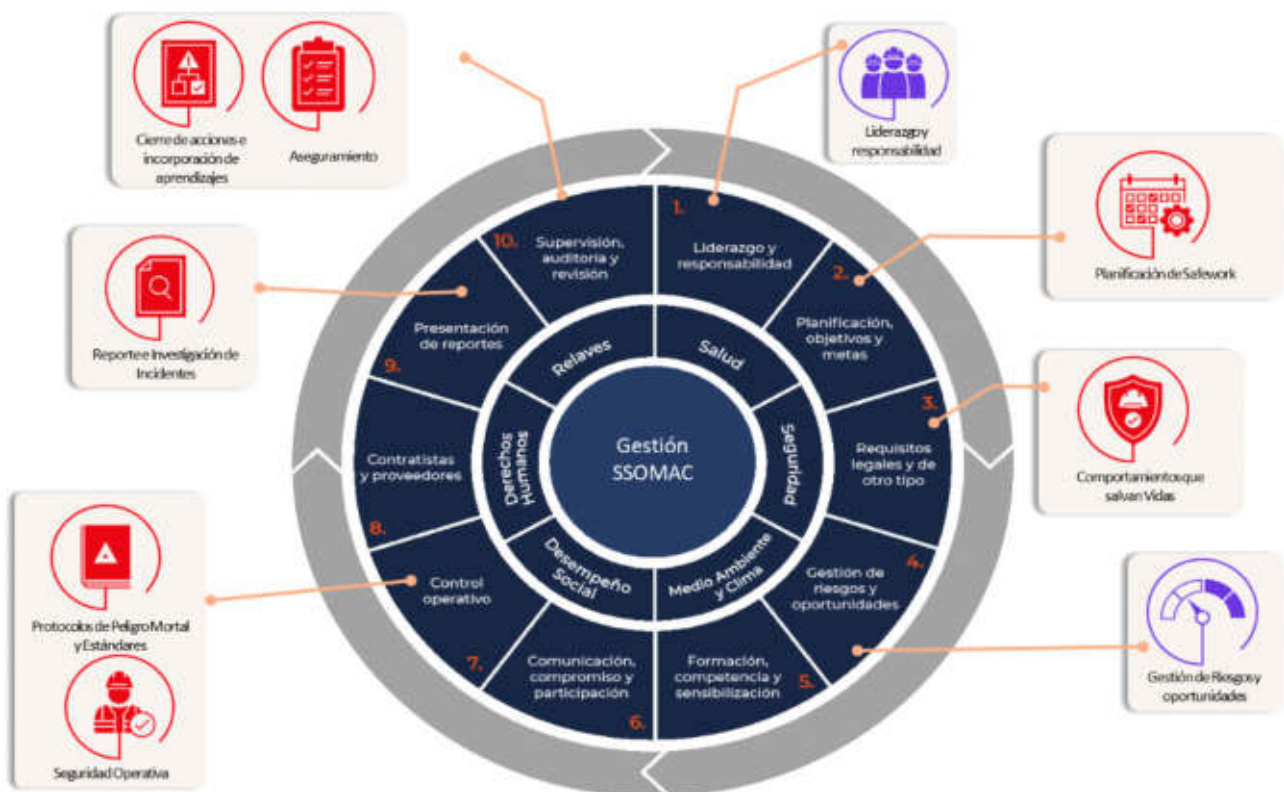 Cierre de acciones e
incorporación de
aprendizajes
Aseguramiento
Liderazgo y
responsabilidad
Planificación de Safework
Comportamientos que
salvan Vidas
Gestión de Riesgos y
oportunidades
Reporte e Investigación de
Incidentes
Protocolos de Peligro Mortal
y Estándares
Seguridad Operativa
1.
Liderazgo y
responsabilidad
2.
Planificación,
objetivos y
metas
3.
Requisitos
legales y de
otro tipo
4.
Gestión de
riesgos y
oportunidades
5.
Formación,
competencia y
sensibilización
6.
Comunicación,
compromiso y
participación
7.
Control
operativo
8.
Contratistas
y proveedores
9.
Presentación
de reportes
10.
Supervisión,
auditoria y
revisión
Salud
Seguridad
Medio Ambiente
y Clima
Desempeño
Social
Derechos
Humanos
Relaves
Gestión
SSOMAC